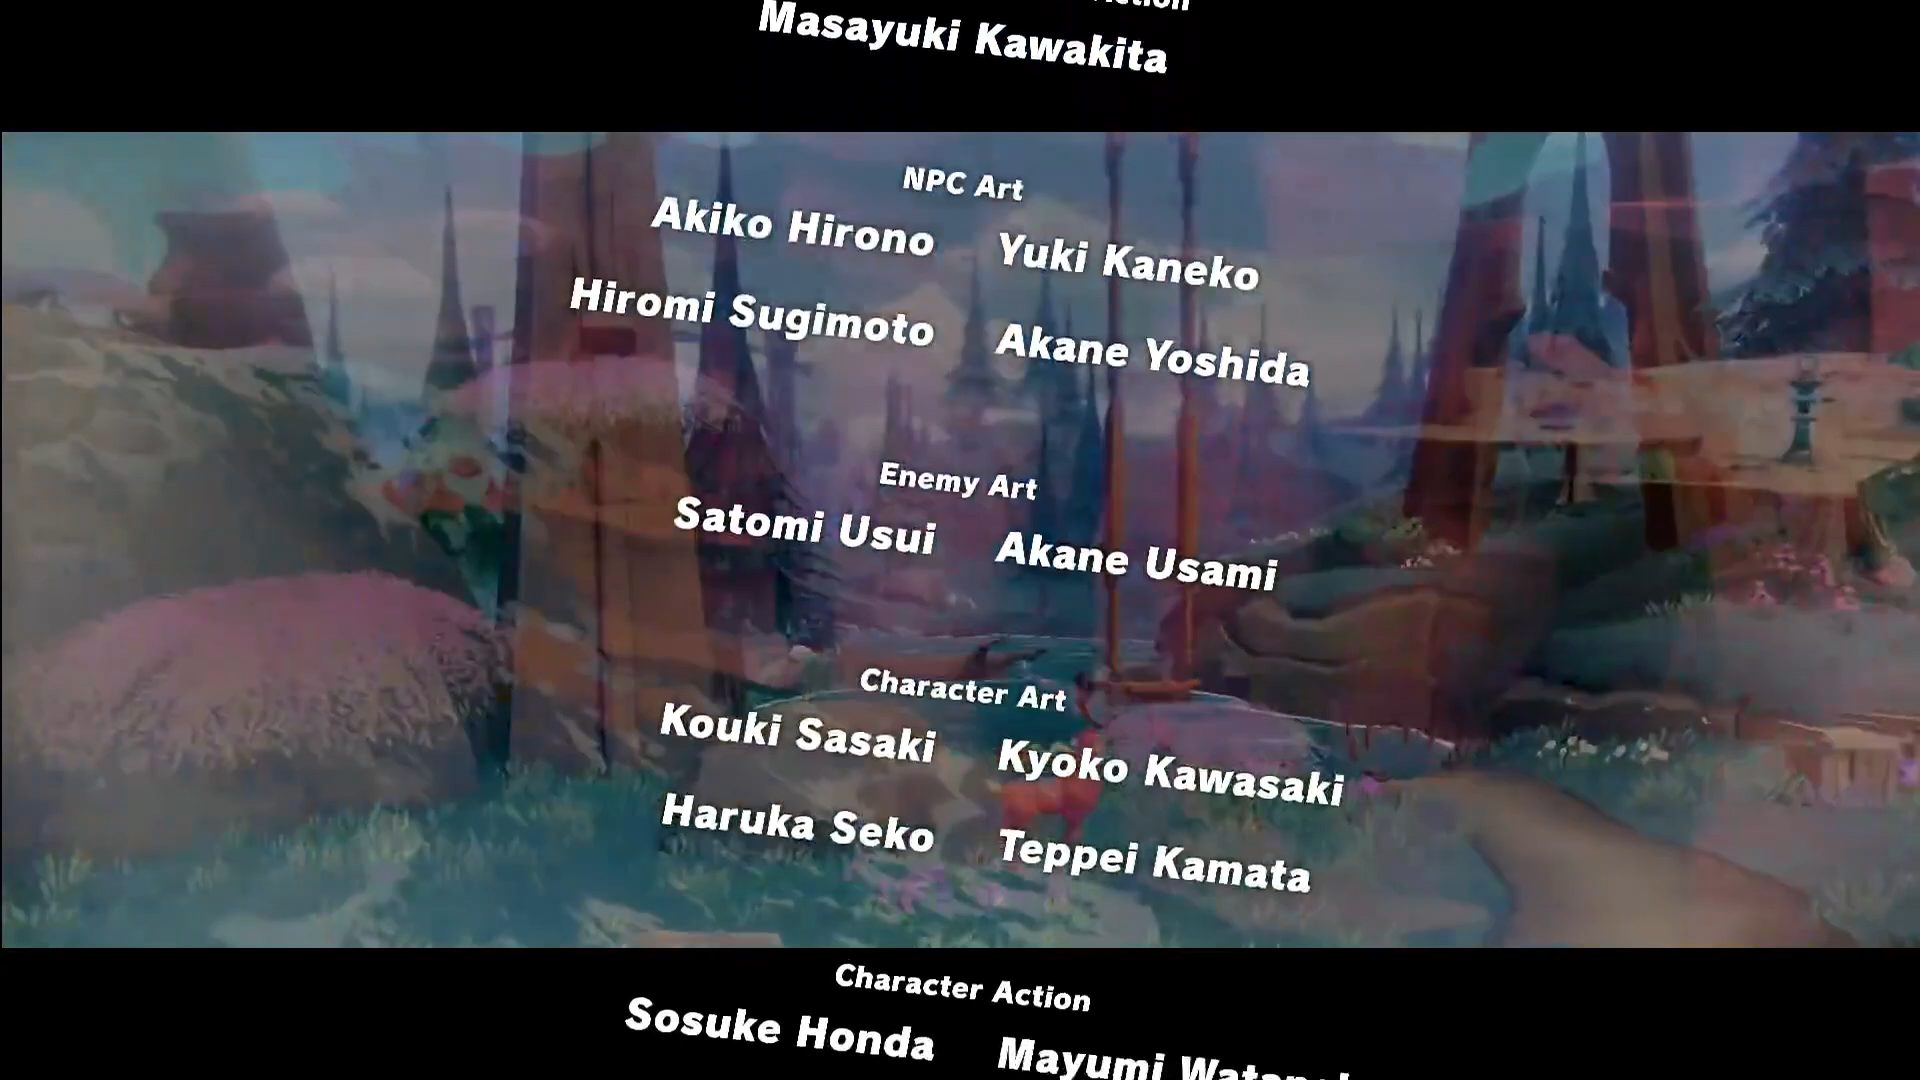 Masayuki Kawakita
NPC Art
Akiko Hirono Yuki Kaneko
Hiromi Sugimoto Akane Yoshida
Enemy Art
Satomi Usui Akane Usami
Character Art
Kouki Sasaki Kyoko Kawasaki
Haruka Seko Teppei Kamata
Character Action
Sosuke Honda Mayumi